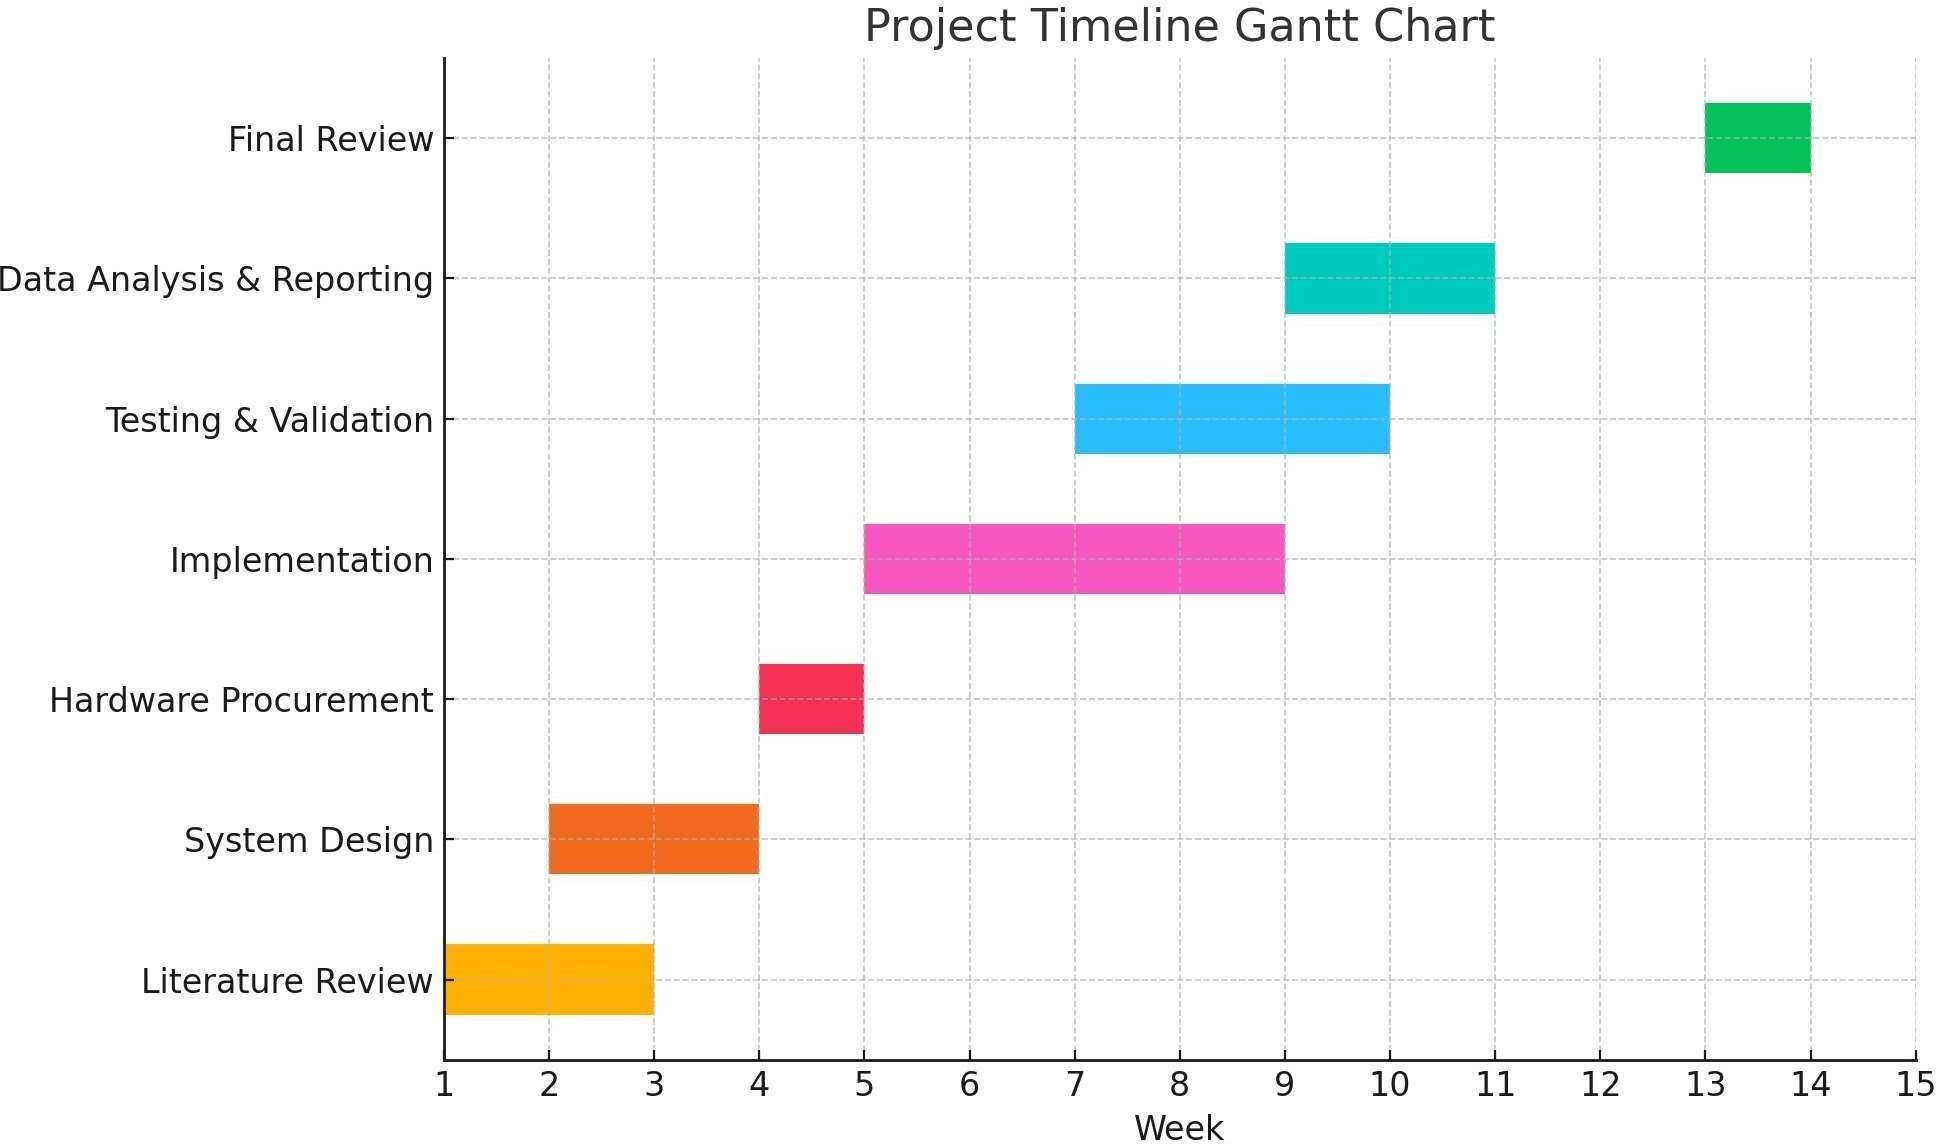 Project Timeline Gantt Chart
Final Review
Data Analysis & Reporting
Testing & Validation
Implementation
Hardware Procurement
System Design
Literature Review
1 2 3 4 5 6 7 8 9 10 11 12 13 14 15
Week